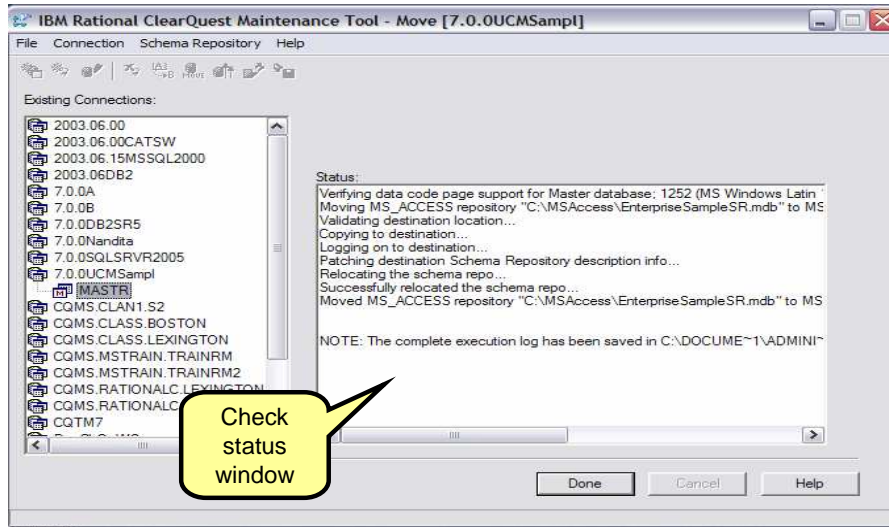 IBM Rational ClearQuest Maintenance Tool - Move [7.0.0UCMSampl]
File Connection Schema Repository Help
Existing Connections:
2003.06.00
2003.06.00CATSW
2003.06.15MSSQL2000
2003.06DB2
7.0.0A
7.0.0B
7.0.0DB2SR5
7.0.0Nandita
7.0.0SQLSRVR2005
7.0.0UCMSampl
MASTR
CQMS.CLAN1.S2
CQMS.CLASS.BOSTON
CQMS.CLASS.LEXINGTON
CQMS.MSTRAIN.TRAINRM
CQMS.MSTRAIN.TRAINRM2
CQMS.RATIONALC.LEXINGTON
CQMS.RATIONALC
CQTM7
Status:
Verifying data code page support for Master database; 1252 (MS Windows Latin
Moving MS_ACCESS repository "C:\MSAccess\EnterpriseSampleSR.mdb" to MS
Validating destination location...
Copying to destination...
Logging on to destination...
Patching destination Schema Repository description info...
Relocating the schema repo...
Successfully relocated the schema repo...
Moved MS_ACCESS repository "C:\MSAccess\EnterpriseSampleSR.mdb" to MS
NOTE: The complete execution log has been saved in C:\DOCUME~1\ADMINI~
Check
status
window
Done Cancel Help